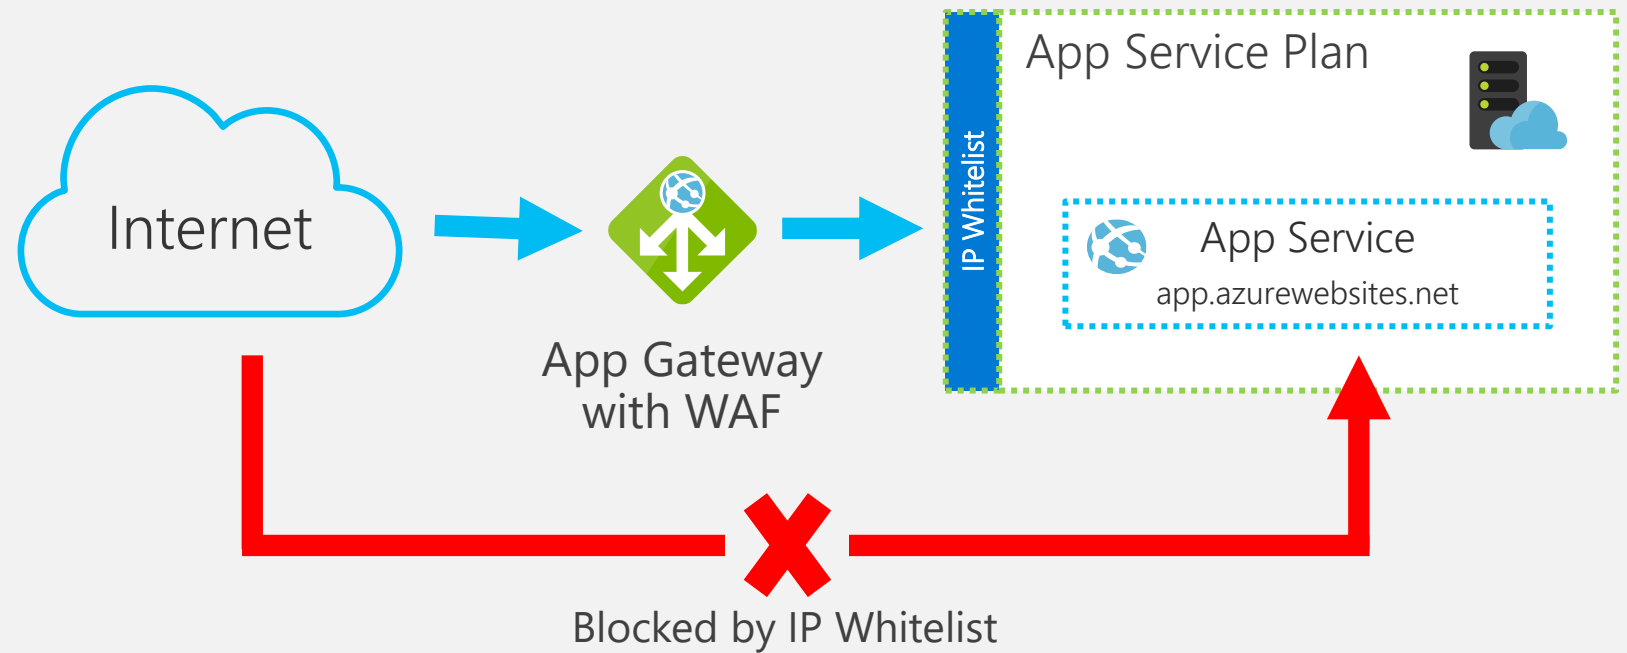 Internet
App Gateway
with WAF
IP Whitelist
App Service Plan
App Service
app.azurewebsites.net
Blocked by IP Whitelist